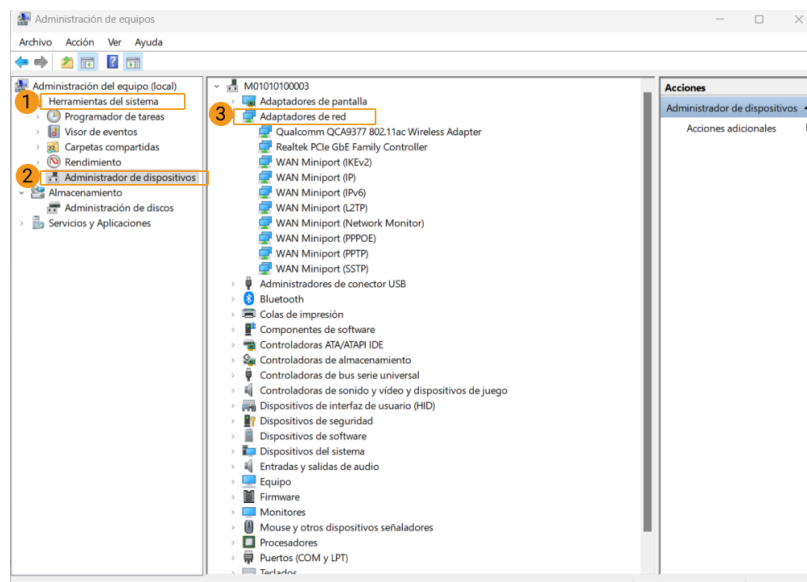 Administración de equipos
Archivo Acción Ver Ayuda
Administración del equipo (local)
1 Herramientas del sistema
Programador de tareas
Visor de eventos
Carpetas compartidas
Rendimiento
2 Administrador de dispositivos
Almacenamiento
Administración de discos
Servicios y Aplicaciones
M01010100003
Adaptadores de pantalla
3 Adaptadores de red
Qualcomm QCA9377 802.11ac Wireless Adapter
Realtek PCIe GbE Family Controller
WAN Miniport (IKEv2)
WAN Miniport (IP)
WAN Miniport (IPv6)
WAN Miniport (L2TP)
WAN Miniport (Network Monitor)
WAN Miniport (PPPOE)
WAN Miniport (PPTP)
WAN Miniport (SSTP)
Administradores de conector USB
Bluetooth
Colas de impresión
Componentes de software
Controladoras ATA/ATAPI IDE
Controladoras de almacenamiento
Controladoras de bus serie universal
Controladoras de sonido y vídeo y dispositivos de juego
Dispositivos de interfaz de usuario (HID)
Dispositivos de seguridad
Dispositivos de software
Dispositivos del sistema
Entradas y salidas de audio
Equipo
Firmware
Monitores
Mouse y otros dispositivos señaladores
Procesadores
Puertos (COM y LPT)
Teclados
Acciones
Administrador de dispositivos
Acciones adicionales